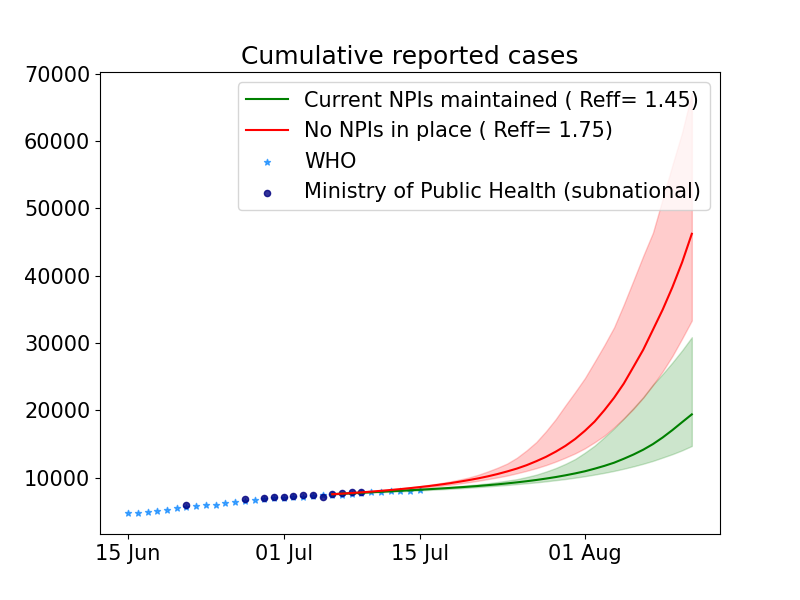 Cumulative reported cases
70000
60000
50000
40000
30000
20000
10000
Current NPIs maintained ( Reff= 1.45)
No NPIs in place ( Reff= 1.75)
WHO
Ministry of Public Health (subnational)
15 Jun
01 Jul
15 Jul
01 Aug